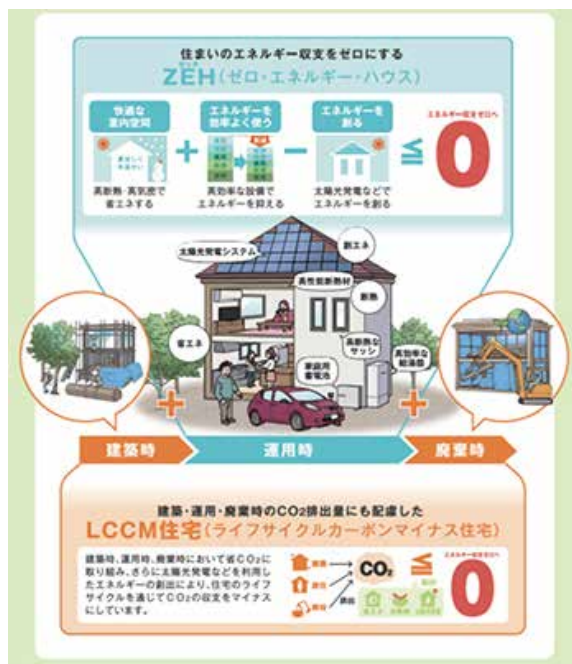 住まいのエネルギー収支をゼロにする
ゼッチ
ZEH(ゼロ・エネルギー・ハウス)
快適な
室内空間
エネルギーを
効率よく使う
エネルギーを
創る
エネルギー収支ゼロへ
+
−
≦
0
高断熱・高気密で
省エネする
高効率な設備で
エネルギーを抑える
太陽光発電などで
エネルギーを創る
太陽光発電システム
創エネ
高性能断熱材
断熱
省エネ
高断熱な
サッシ
家庭用
蓄電池
高効率な
給湯器
+
+
建築時
運用時
廃棄時
建築・運用・廃棄時のCO2排出量にも配慮した
LCCM住宅(ライフサイクルカーボンマイナス住宅)
建築時、運用時、廃棄時において省CO2に
取り組み、さらに太陽光発電などを利用し
たエネルギーの創出により、住宅のライフ
サイクルを通じてCO2の収支をマイナス
にしています。
CO2
排出
≦
エネルギー収支ゼロへ
0